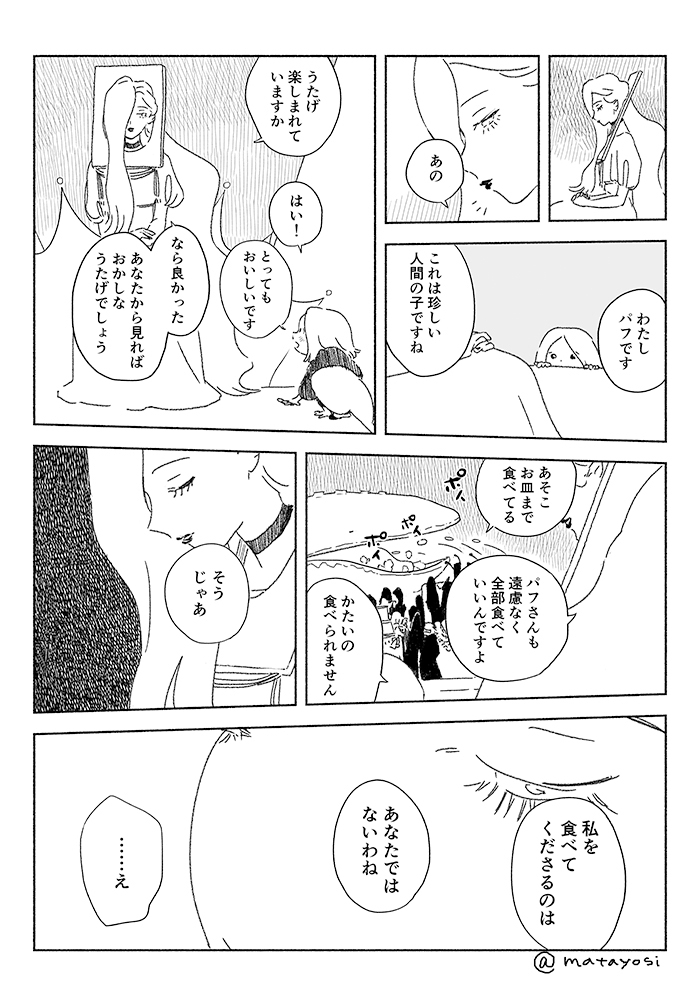 あの
わたし
パフです
これは珍しい
人間の子ですね
うたげ
楽しまれて
いますか
はい！
とっても
おいしいです
なら良かった
あなたから見れば
おかしな
うたげでしょう
あそこ
お皿まで
食べてる
ポイ
ポイ
ポイ
パフさんも
遠慮なく
全部食べて
いいんですよ
かたいの
食べられません
そう
じゃあ
私を
食べて
くださるのは
あなたでは
ないわね
……え
@matayosi